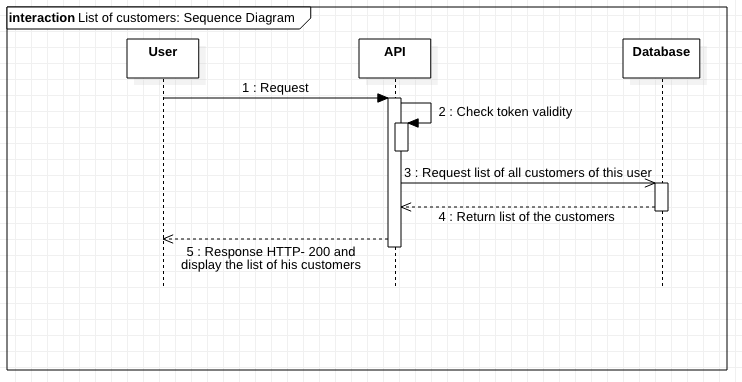 interaction List of customers: Sequence Diagram
User
API
Database
1 : Request
2 : Check token validity
3 : Request list of all customers of this user
4 : Return list of the customers
5 : Response HTTP- 200 and
display the list of his customers